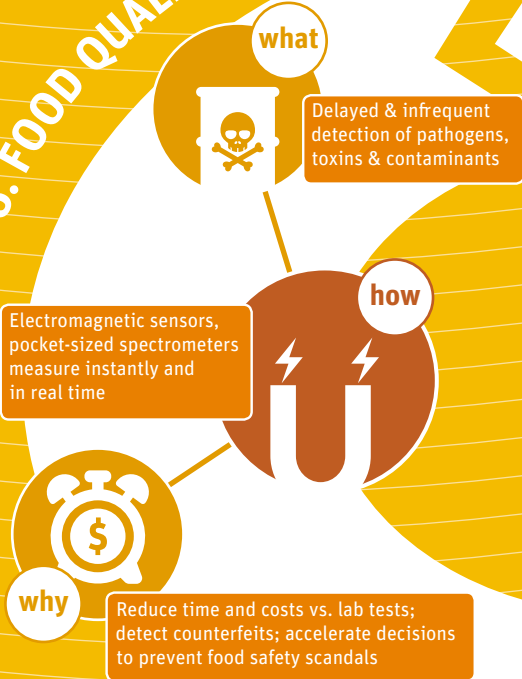 5. FOOD QUAL
what
Delayed & infrequent
detection of pathogens,
toxins & contaminants
how
Electromagnetic sensors,
pocket-sized spectrometers
measure instantly and
in real time
$
why
Reduce time and costs vs. lab tests;
detect counterfeits; accelerate decisions
to prevent food safety scandals